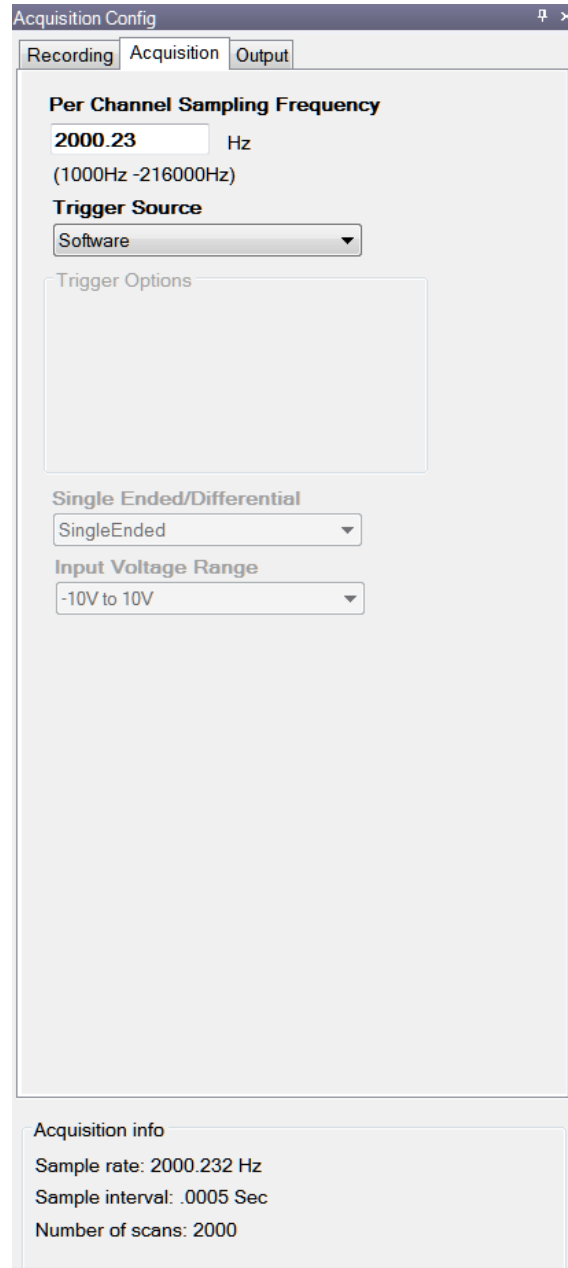 Acquisition Config
Recording Acquisition Output
Per Channel Sampling Frequency
2000.23 Hz
(1000Hz -216000Hz)
Trigger Source
Software
Trigger Options
Single Ended/Differential
SingleEnded
Input Voltage Range
-10V to 10V
Acquisition info
Sample rate: 2000.232 Hz
Sample interval: .0005 Sec
Number of scans: 2000